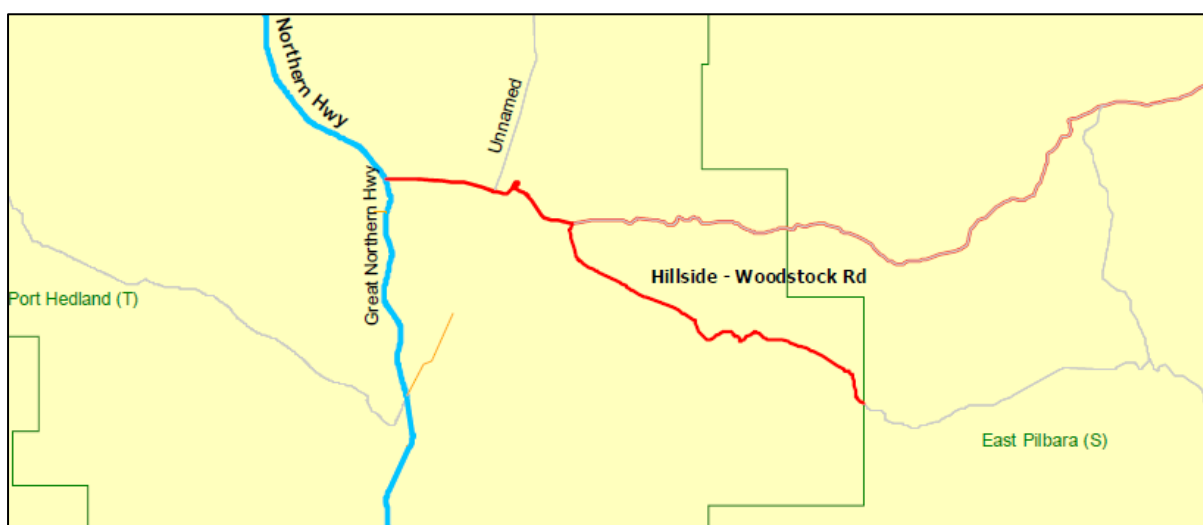 Northern Hwy
Unnamed
Great Northern Hwy
Hillside - Woodstock Rd
Port Hedland (T)
East Pilbara (S)